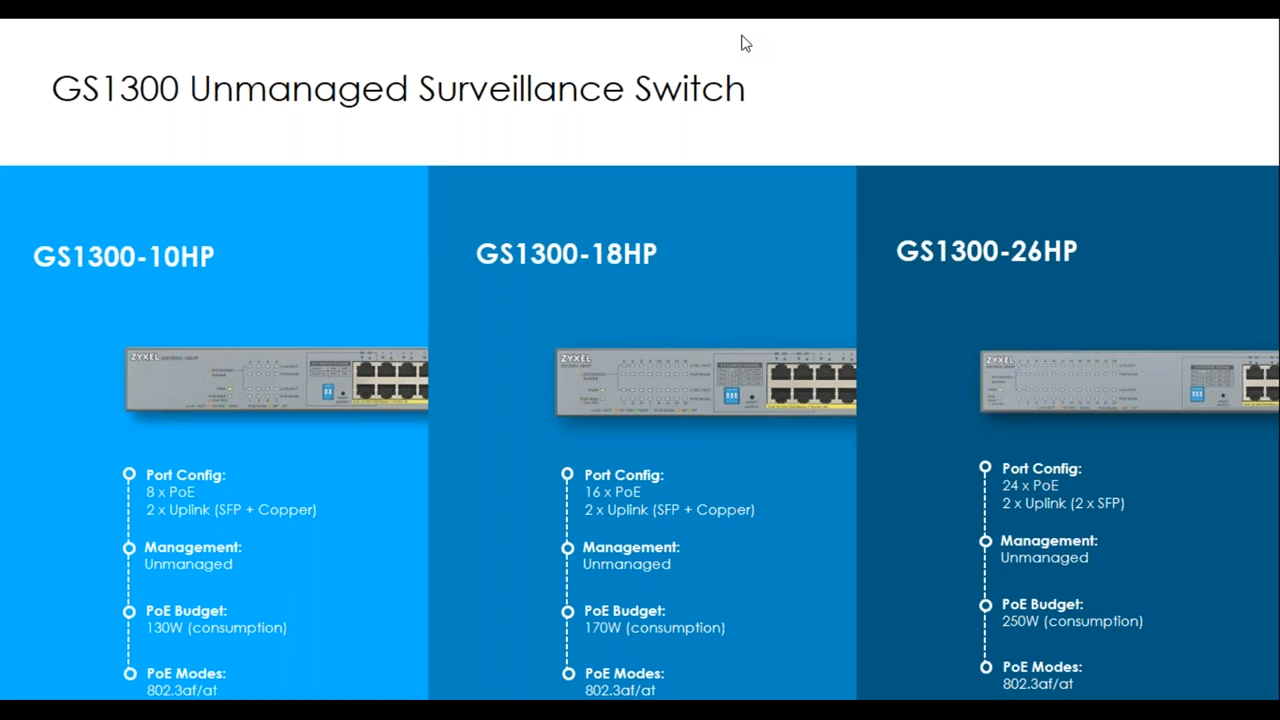 GS1300 Unmanaged Surveillance Switch
GS1300-10HP
ZYXEL
Port Config:
8 x PoE
2 x Uplink (SFP + Copper)
Management:
Unmanaged
PoE Budget:
130W (consumption)
PoE Modes:
802.3af/at
GS1300-18HP
ZYXEL
Port Config:
16 x PoE
2 x Uplink (SFP + Copper)
Management:
Unmanaged
PoE Budget:
170W (consumption)
PoE Modes:
802.3af/at
GS1300-26HP
ZYXEL
Port Config:
24 x PoE
2 x Uplink (2 x SFP)
Management:
Unmanaged
PoE Budget:
250W (consumption)
PoE Modes:
802.3af/at